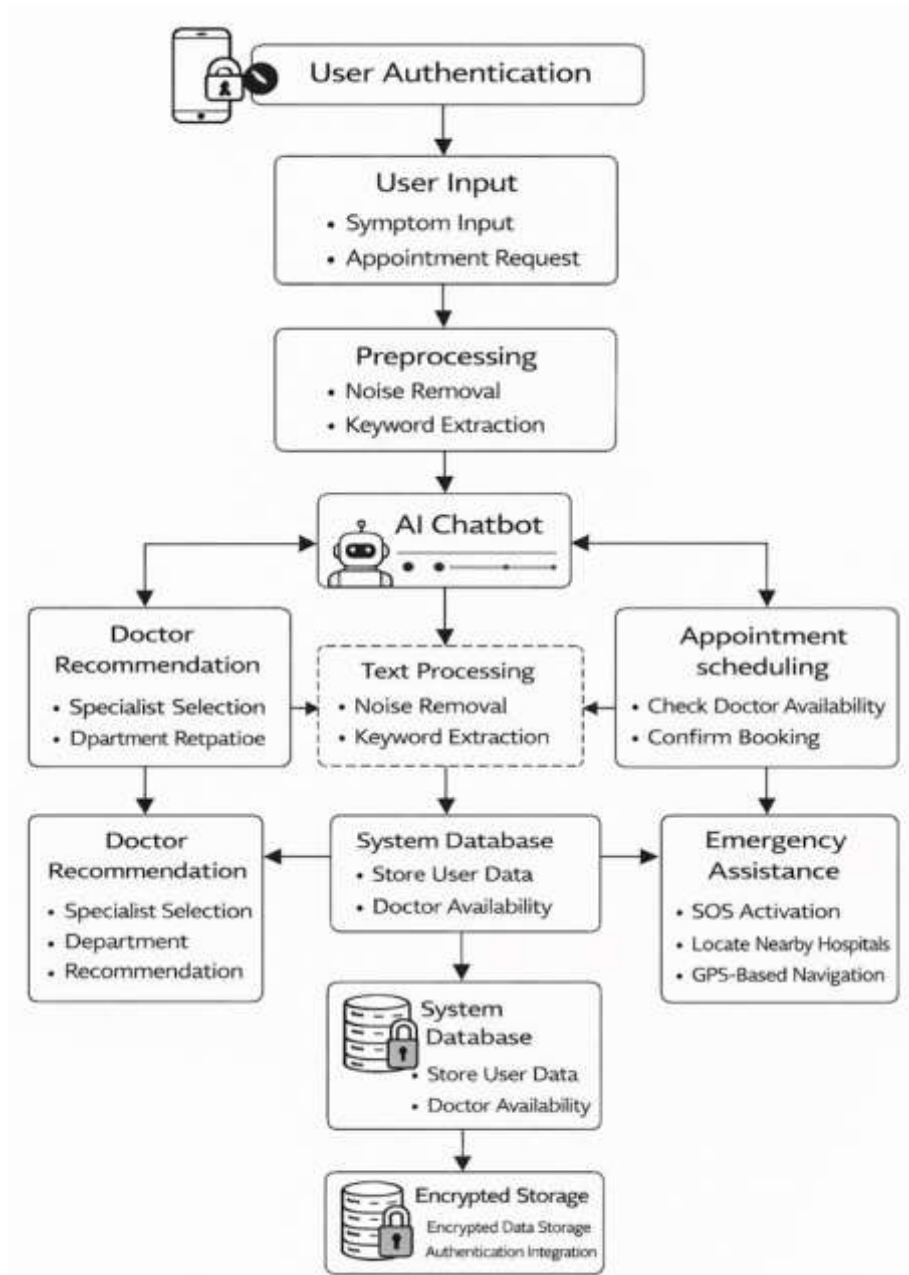 User Authentication
User Input
• Symptom Input
• Appointment Request
Preprocessing
• Noise Removal
• Keyword Extraction
AI Chatbot
Doctor
Recommendation
• Specialist Selection
• Dpartment Retpatioe
Text Processing
• Noise Removal
• Keyword Extraction
Appointment
scheduling
• Check Doctor Availability
• Confirm Booking
Doctor
Recommendation
• Specialist Selection
• Department
• Recommendation
System Database
• Store User Data
• Doctor Availability
Emergency
Assistance
• SOS Activation
• Locate Nearby Hospitals
• GPS-Based Navigation
System
Database
• Store User Data
• Doctor Availability
Encrypted Storage
Encrypted Data Storage
Authentication Integration